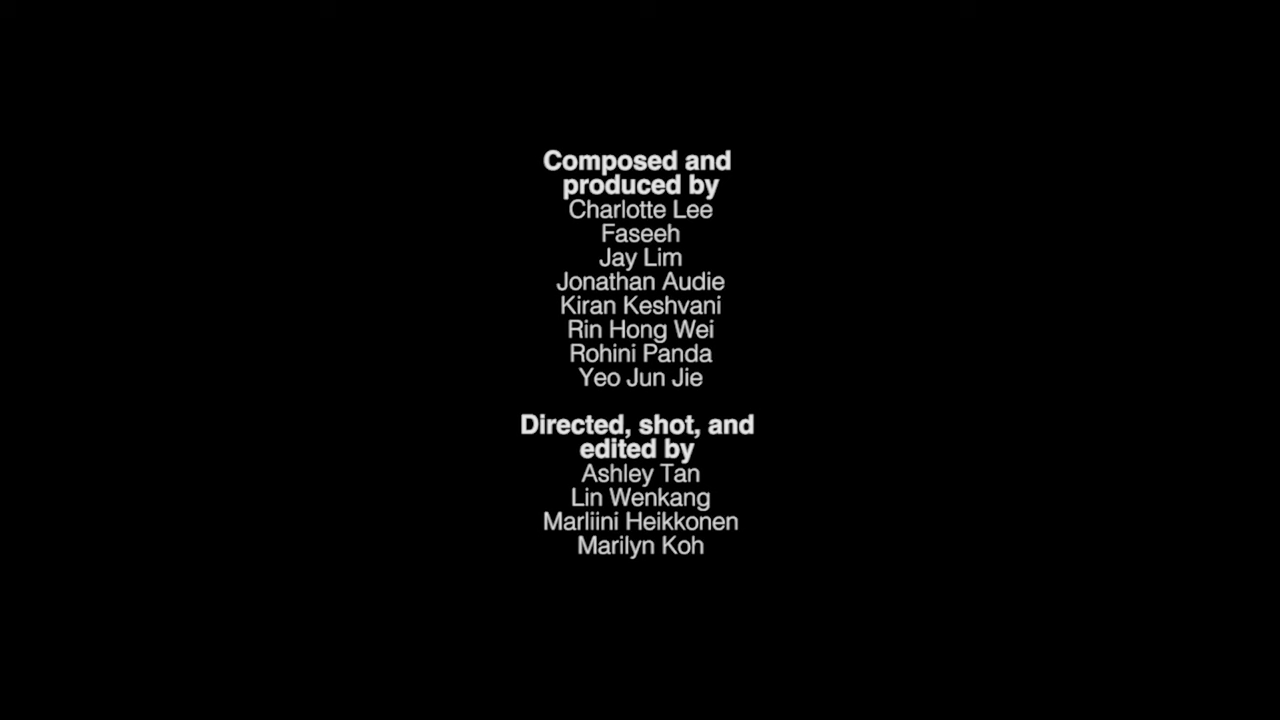 Composed and
produced by
Charlotte Lee
Faseeh
Jay Lim
Jonathan Audie
Kiran Keshvani
Rin Hong Wei
Rohini Panda
Yeo Jun Jie
Directed, shot, and
edited by
Ashley Tan
Lin Wenkang
Marliini Heikkonen
Marilyn Koh